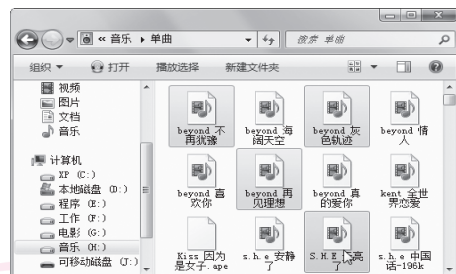 « 音乐 ▸ 单曲
搜索 单曲
组织 ▼ 打开 播放选择 新建文件夹
视频
图片
文档
音乐
计算机
XP (C:)
本地磁盘 (D:)
程序 (E:)
工作 (F:)
电影 (G:)
音乐 (H:)
可移动磁盘 (J:)
beyond 不
再犹豫
beyond 海
阔天空
beyond 灰
色轨迹
beyond 情
人
beyond 喜
欢你
beyond 再
见理想
beyond 真
的爱你
kent 全世
界恋爱
Kiss 因为
是女子.ape
s.h.e 安静
了
S.H.E
亮
了
s.h.e 中国
话-196k